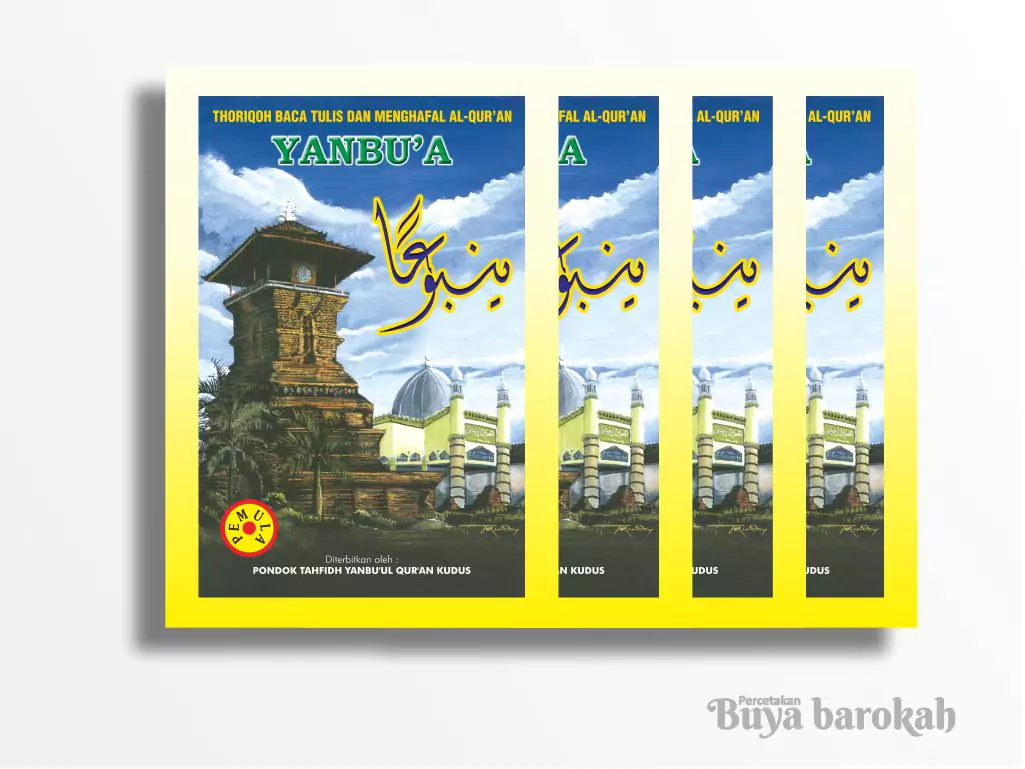 THORIQOH BACA TULIS DAN MENGHAFAL AL-QUR'AN
YANBU'A
ينبوعا
PEMULA
Diterbitkan oleh :
PONDOK TAHFIDH YANBU'UL QUR'AN KUDUS
FAL AL-QUR'AN
A
ينبو
N KUDUS
AL-QUR'AN
ينب
UDUS
AL-QUR'AN
ينب
UDUS
Percetakan
Buya barokah